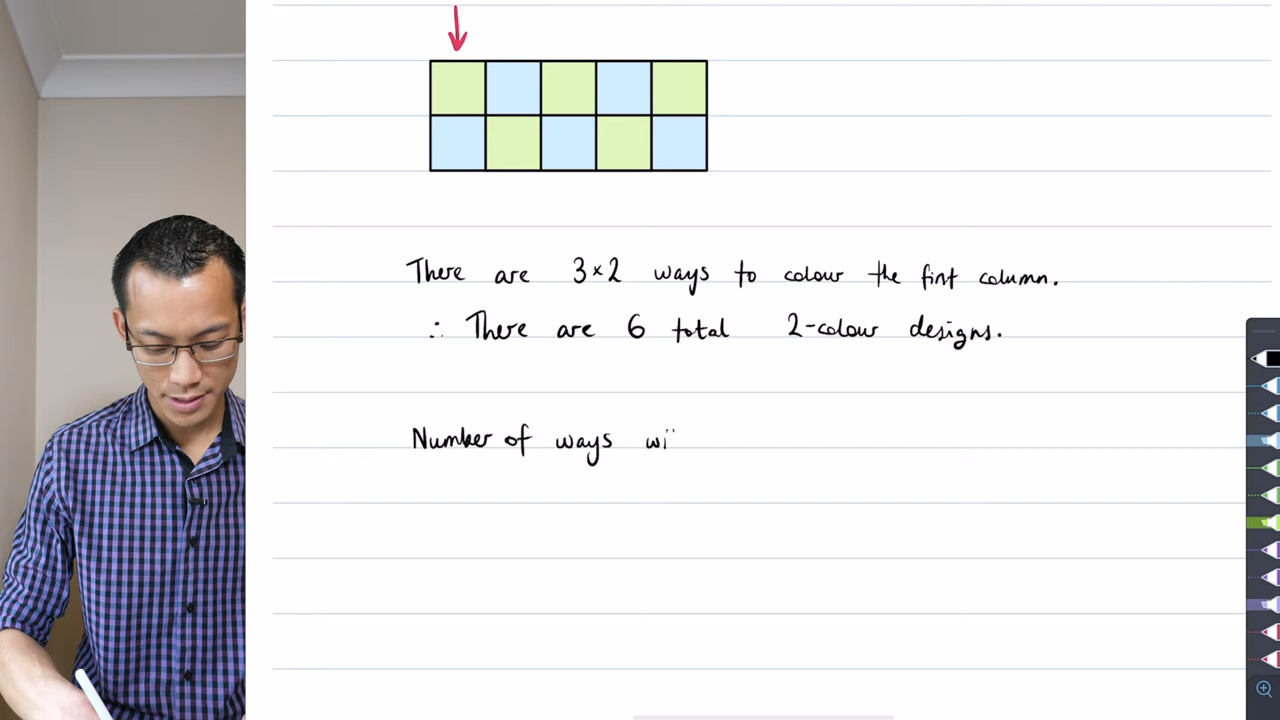 There are 3×2 ways to colour the first column.
∴ There are 6 total 2-colour designs.
Number of ways wi